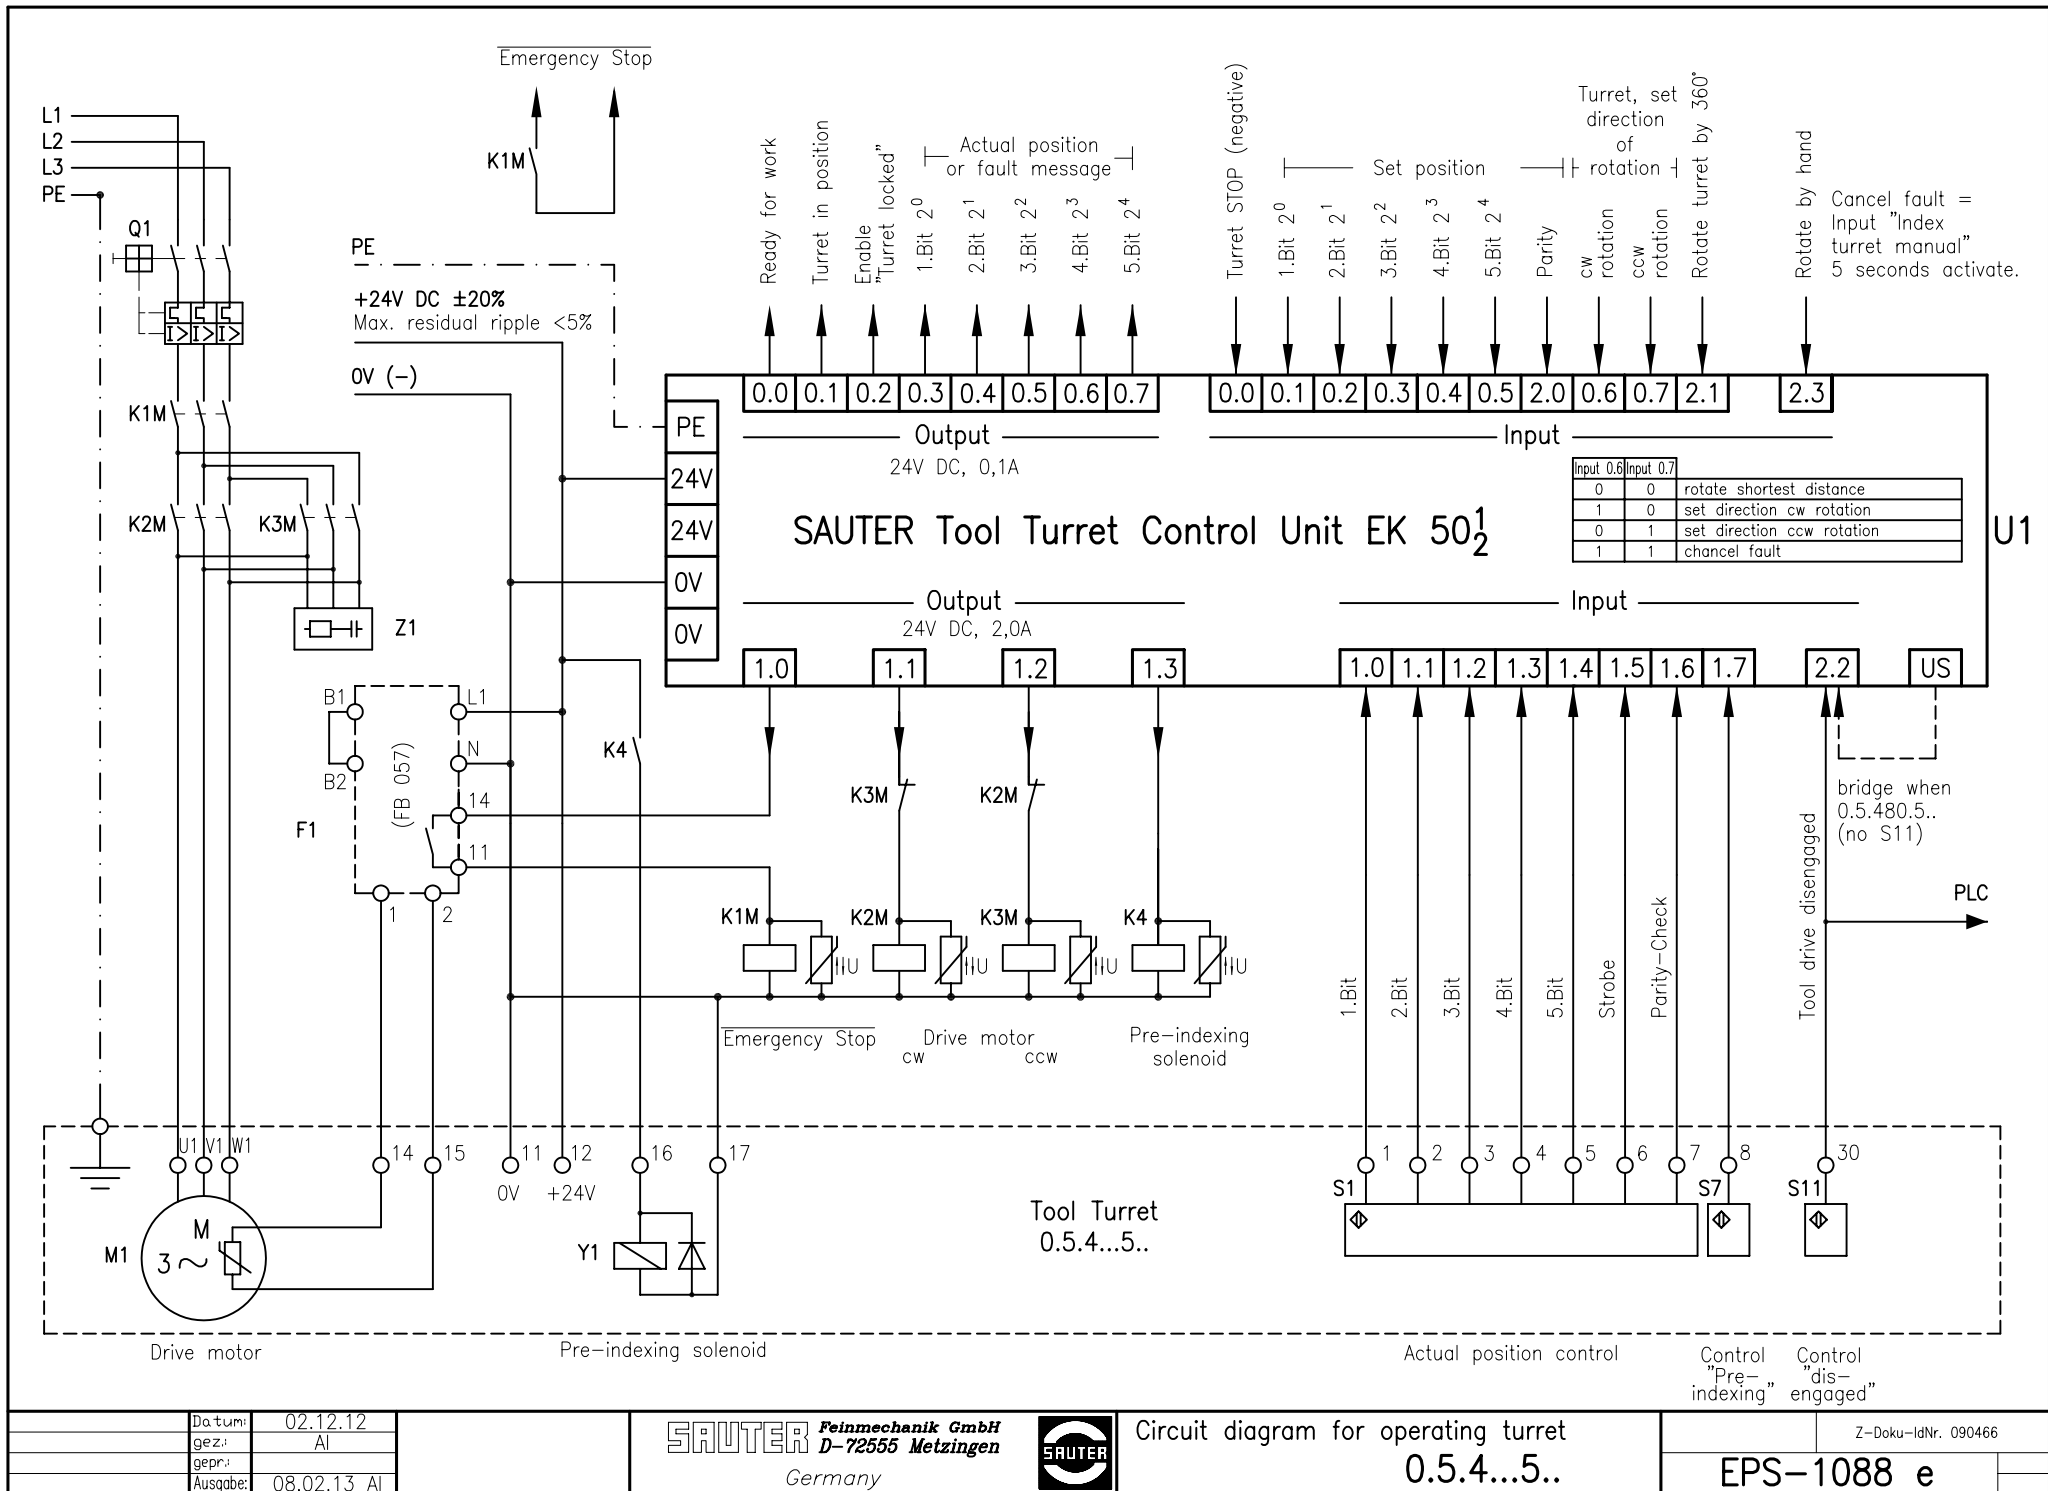 Emergency Stop
L1
L2
L3
PE
Q1
K1M
K2M
K3M
Z1
K1M
PE
+24V DC ±20%
Max. residual ripple <5%
0V (-)
Ready for work
Turret in position
Enable
"Turret locked"
Actual position
or fault message
1.Bit 2⁰
2.Bit 2¹
3.Bit 2²
4.Bit 2³
5.Bit 2⁴
Turret STOP (negative)
Set position
1.Bit 2⁰
2.Bit 2¹
3.Bit 2²
4.Bit 2³
5.Bit 2⁴
Parity
Turret, set
direction
of
rotation
cw
rotation
ccw
rotation
Rotate turret by 360°
Rotate by hand
Cancel fault =
Input "Index
turret manual"
5 seconds activate.
0.0 0.1 0.2 0.3 0.4 0.5 0.6 0.7
0.0 0.1 0.2 0.3 0.4 0.5 2.0 0.6 0.7 2.1 2.3
PE
24V
24V
0V
0V
Output
24V DC, 0,1A
Input
SAUTER Tool Turret Control Unit EK 50 1/2
Input 0.6 Input 0.7
0 0 rotate shortest distance
1 0 set direction cw rotation
0 1 set direction ccw rotation
1 1 chancel fault
U1
Output
24V DC, 2,0A
Input
1.0 1.1 1.2 1.3
1.0 1.1 1.2 1.3 1.4 1.5 1.6 1.7 2.2 US
B1
B2
L1
N
14
11
(FB 057)
F1
1
2
K4
K3M
K2M
K1M
K2M
K3M
K4
U
U
U
U
Emergency Stop
Drive motor
cw ccw
Pre-indexing
solenoid
1.Bit
2.Bit
3.Bit
4.Bit
5.Bit
Strobe
Parity-Check
Tool drive disengaged
bridge when
0.5.480.5..
(no S11)
PLC
U1 V1 W1
14 15 11 12 16 17
0V +24V
1 2 3 4 5 6 7 8 30
S1
S7
S11
M
3~
M1
Y1
Tool Turret
0.5.4...5..
Drive motor
Pre-indexing solenoid
Actual position control
Control
"Pre-
indexing"
Control
"dis-
engaged"
Datum: 02.12.12
gez.: Al
gepr.:
Ausgabe: 08.02.13 Al
SAUTER Feinmechanik GmbH
D-72555 Metzingen
Germany
SAUTER
Circuit diagram for operating turret
0.5.4...5..
Z-Doku-IdNr. 090466
EPS-1088 e